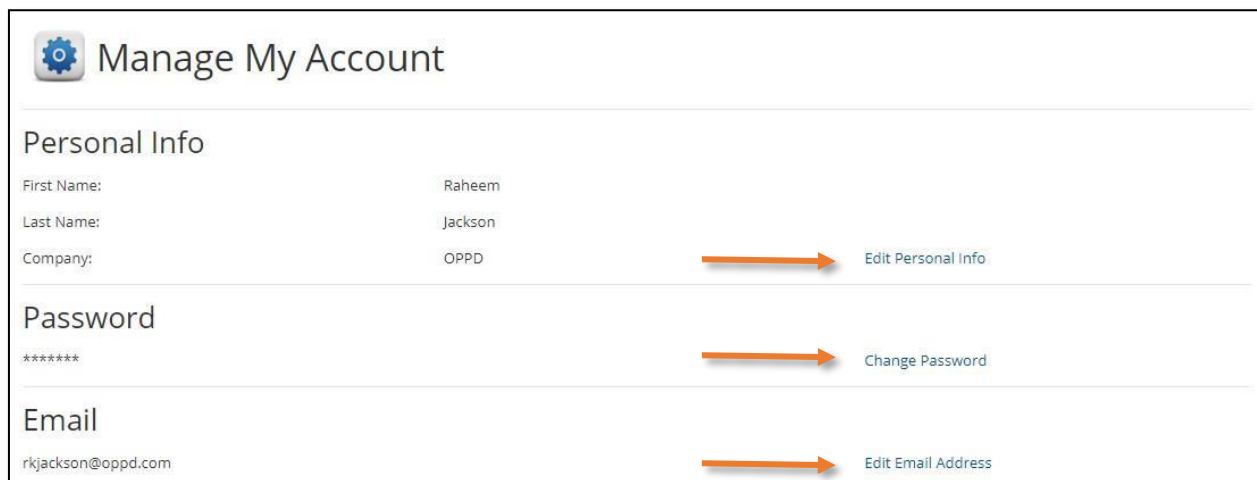 Manage My Account
Personal Info
First Name: Raheem
Last Name: Jackson
Company: OPPD Edit Personal Info
Password
******* Change Password
Email
rkjackson@oppd.com Edit Email Address